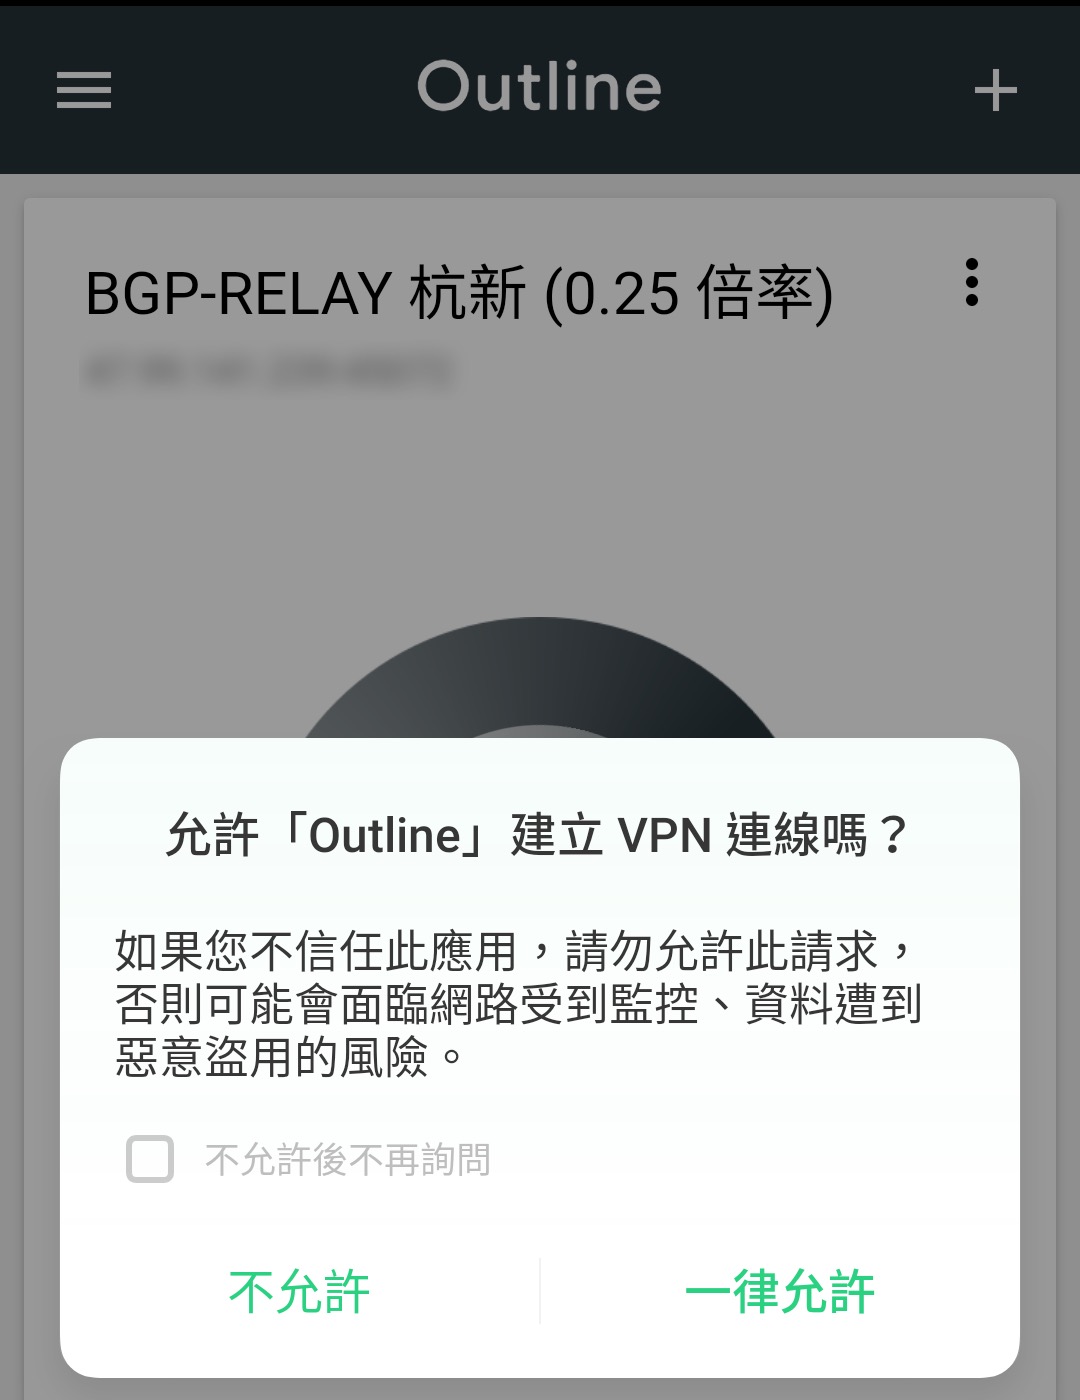 Outline
BGP-RELAY 杭新 (0.25 倍率)
允許「Outline」建立 VPN 連線嗎？
如果您不信任此應用，請勿允許此請求，
否則可能會面臨網路受到監控、資料遭到
惡意盜用的風險。
不允許後不再詢問
不允許
一律允許